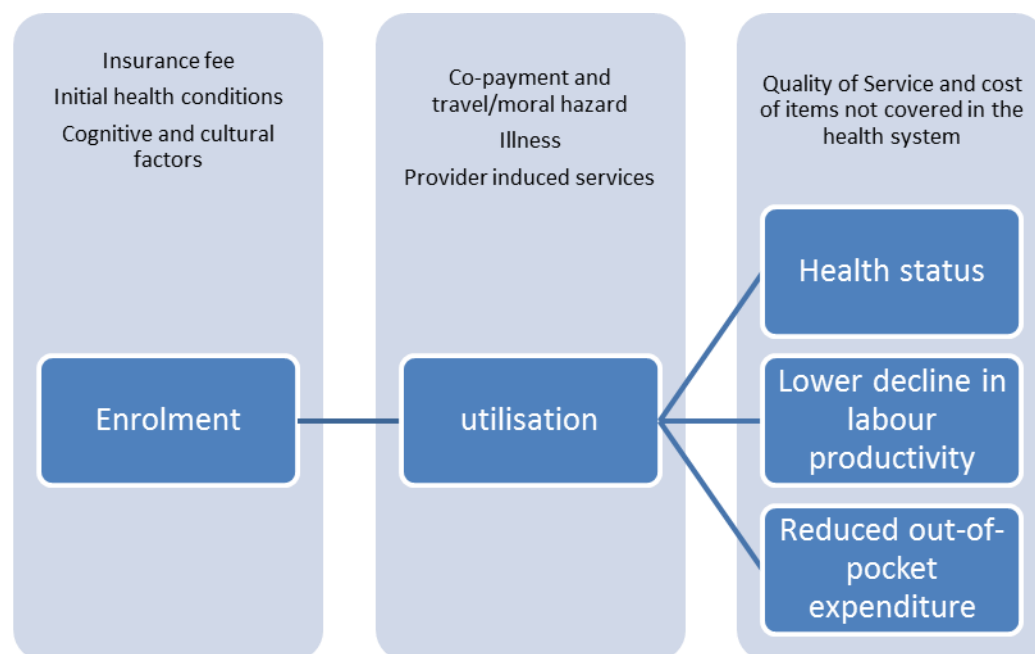 Insurance fee
Initial health conditions
Cognitive and cultural
factors
Enrolment
Co-payment and
travel/moral hazard
Illness
Provider induced services
utilisation
Quality of Service and cost
of items not covered in the
health system
Health status
Lower decline in
labour
productivity
Reduced out-of-
pocket
expenditure